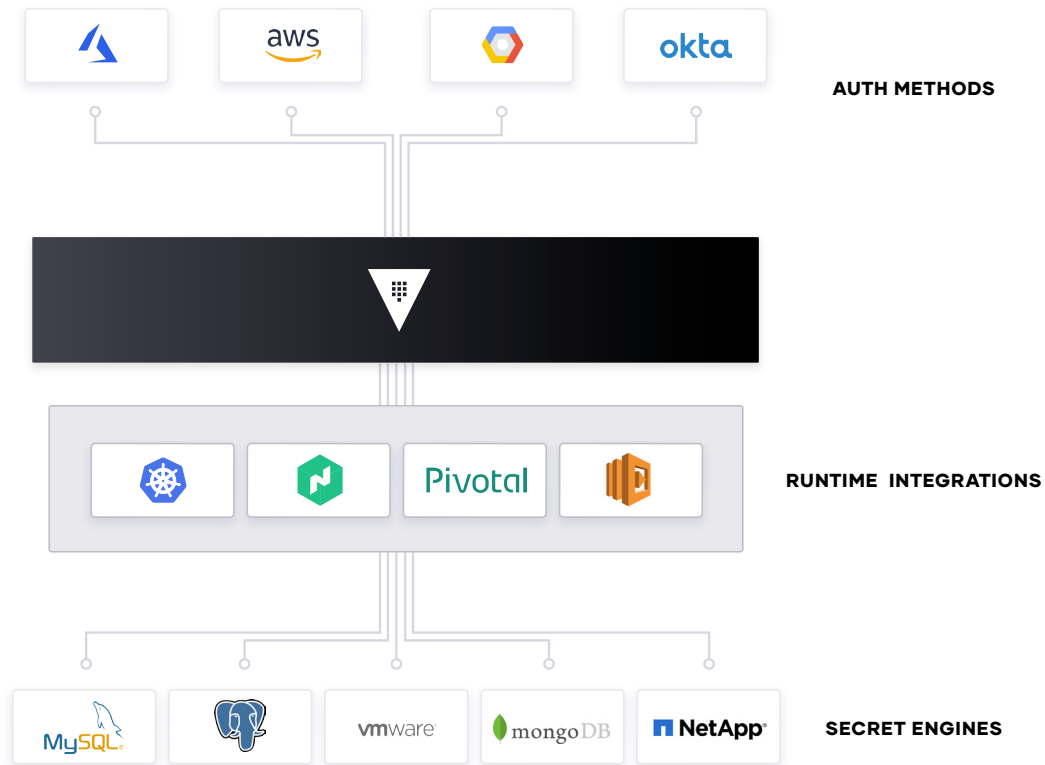 aws
okta
AUTH METHODS
Pivotal
RUNTIME INTEGRATIONS
MySQL®
vmware®
mongoDB
NetApp®
SECRET ENGINES